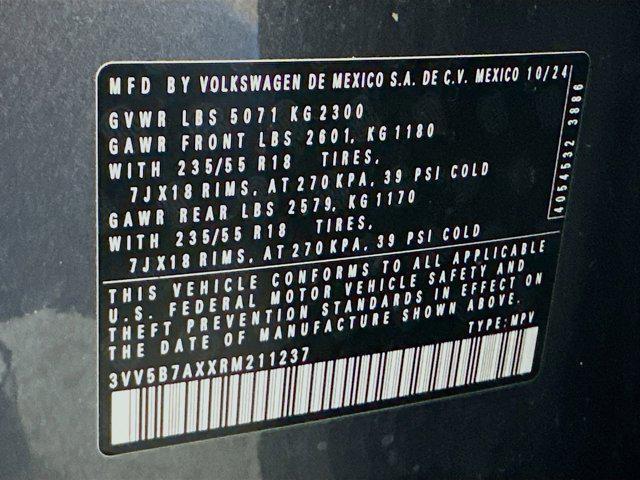 MFD BY VOLKSWAGEN DE MEXICO S.A. DE C.V. MEXICO 10/24
GVWR LBS 5071 KG 2300
GAWR FRONT LBS 2601, KG 1180
WITH 235/55 R18 TIRES,
7JX18 RIMS, AT 270 KPA, 39 PSI COLD
GAWR REAR LBS 2579, KG 1170
WITH 235/55 R18 TIRES,
7JX18 RIMS, AT 270 KPA, 39 PSI COLD
4054532 3886
THIS VEHICLE CONFORMS TO ALL APPLICABLE
U.S. FEDERAL MOTOR VEHICLE SAFETY AND
THEFT PREVENTION STANDARDS IN EFFECT ON
THE DATE OF MANUFACTURE SHOWN ABOVE.
3VV5B7AXXRM211237 TYPE:MPV